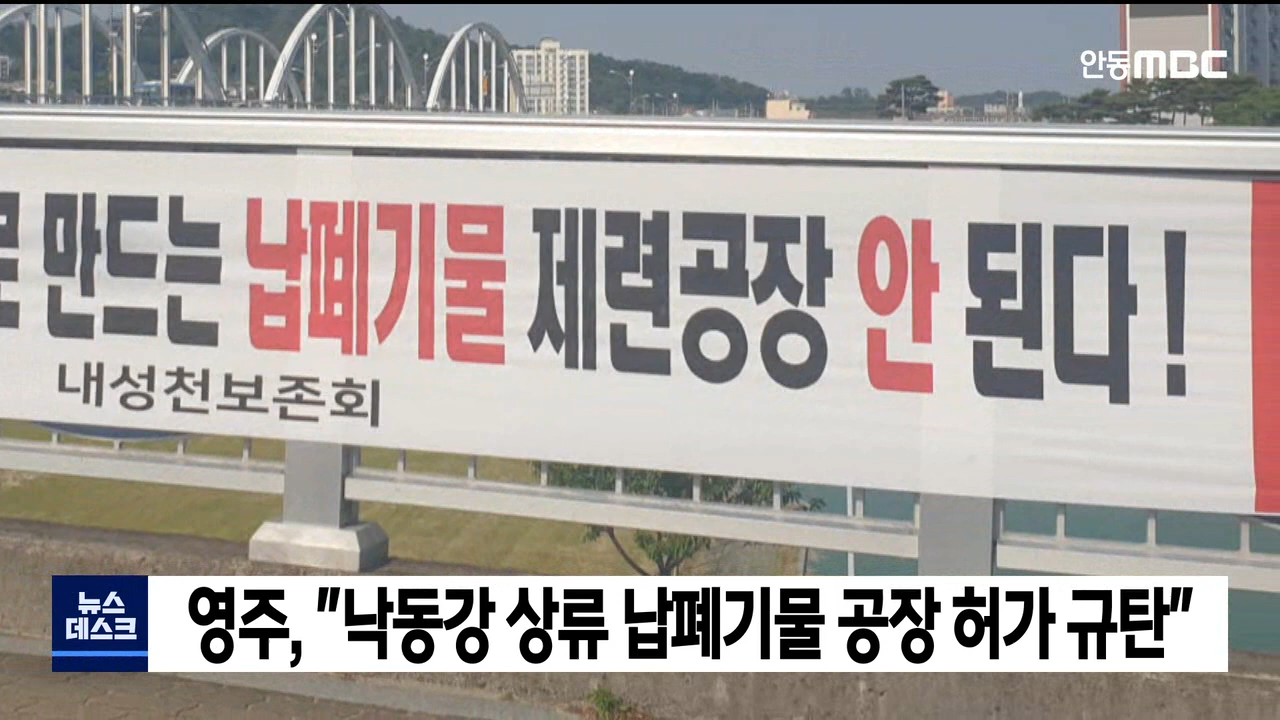 안동MBC
만드는 납폐기물 제련공장 안 된다!
내성천보존회
뉴스
데스크
영주, "낙동강 상류 납폐기물 공장 허가 규탄"